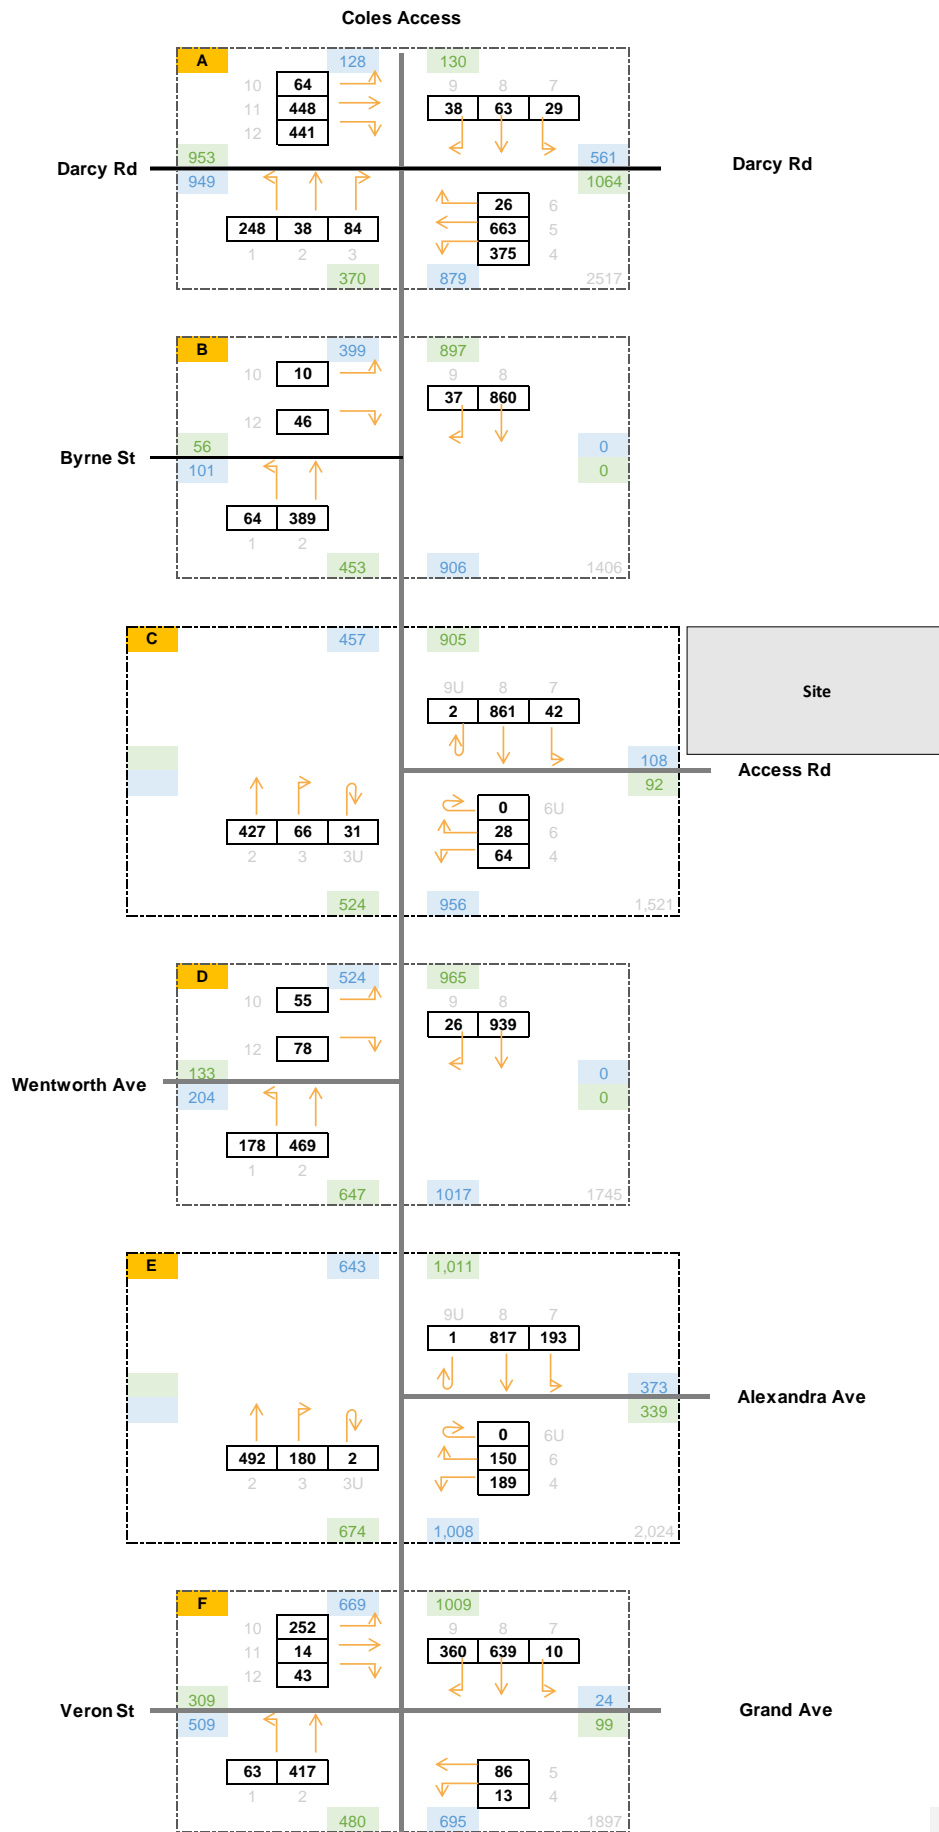 Coles Access
A 128 130
10 64 9 8 7
11 448 38 63 29
12 441
953 561
Darcy Rd Darcy Rd
949 1064
26 6
248 38 84 663 5
1 2 3 375 4
370 879 2517
B 399 897
10 10 9 8
37 860
12 46
56 0
Byrne St
101 0
64 389
1 2
453 906 1406
C 457 905
9U 8 7 Site
2 861 42
108
Access Rd
92
0 6U
427 66 31 28 6
2 3 3U 64 4
524 956 1,521
D 524 965
10 55 9 8
26 939
12 78
133 0
Wentworth Ave
204 0
178 469
1 2
647 1017 1745
E 643 1,011
9U 8 7
1 817 193
373
Alexandra Ave
339
0 6U
492 180 2 150 6
2 3 3U 189 4
674 1,008 2,024
F 669 1009
10 252 9 8 7
11 14 360 639 10
12 43
309 24
Veron St Grand Ave
509 99
63 417 86 5
1 2 13 4
480 695 1897